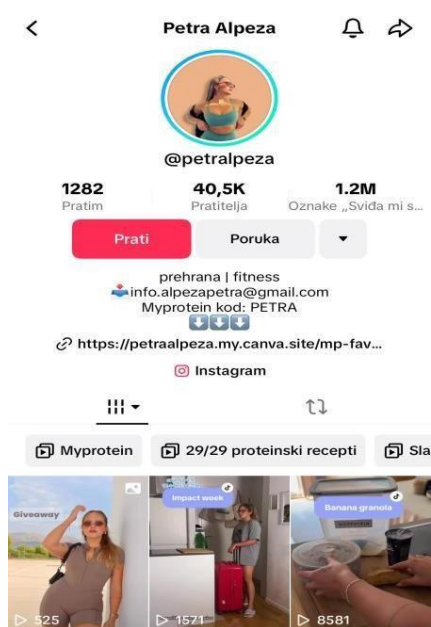 Petra Alpeza
@petralpeza
1282 40,5K 1.2M
Pratim Pratitelja Oznake „Sviđa mi s...
Prati Poruka
prehrana | fitness
info.alpezapetra@gmail.com
Myprotein kod: PETRA
https://petraalpeza.my.canva.site/mp-fav...
Instagram
Myprotein 29/29 proteinski recepti Sla
Giveaway Impact week Banana granola
525 1571 8581